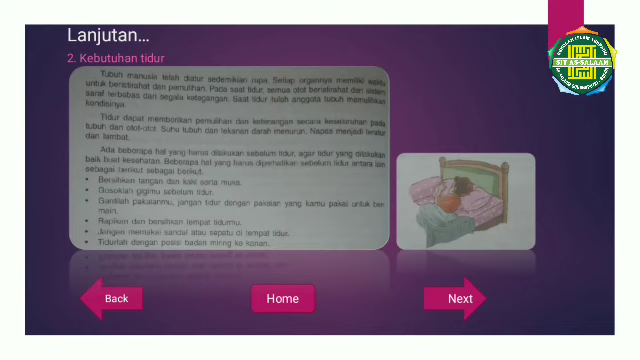 Lanjutan...
2. Kebutuhan tidur
Tubuh manusia telah diatur sedemikian rupa. Setiap organnya memiliki waktu
untuk beristirahat dan pemulihan. Pada saat tidur, semua otot beristirahat dan sistem
saraf terbebas dari segala ketegangan. Saat tidur tubuh anggota tubuh memulihkan
kondisinya.
Tidur dapat memberikan pemulihan dan ketenangan secara keseluruhan pada
tubuh dan otot-otot. Suhu tubuh dan tekanan darah menurun. Napas menjadi teratur
dan lambat.
Ada beberapa hal yang harus dilakukan sebelum tidur, agar tidur yang dilakukan
baik buat kesehatan. Beberapa hal yang harus diperhatikan sebelum tidur antara lain
sebagai berikut sebagai berikut.
• Bersihkan tangan dan kaki serta muka.
• Gosoklah gigimu sebelum tidur.
• Gantilah pakaianmu, jangan tidur dengan pakaian yang kamu pakai untuk ber
main.
• Rapikan dan bersihkan tempat tidurmu.
• Jangan memakai sandal atau sepatu di tempat tidur.
• Tidurlah dengan posisi badan miring ke kanan.
SIT AS-SALAAM
Back
Home
Next